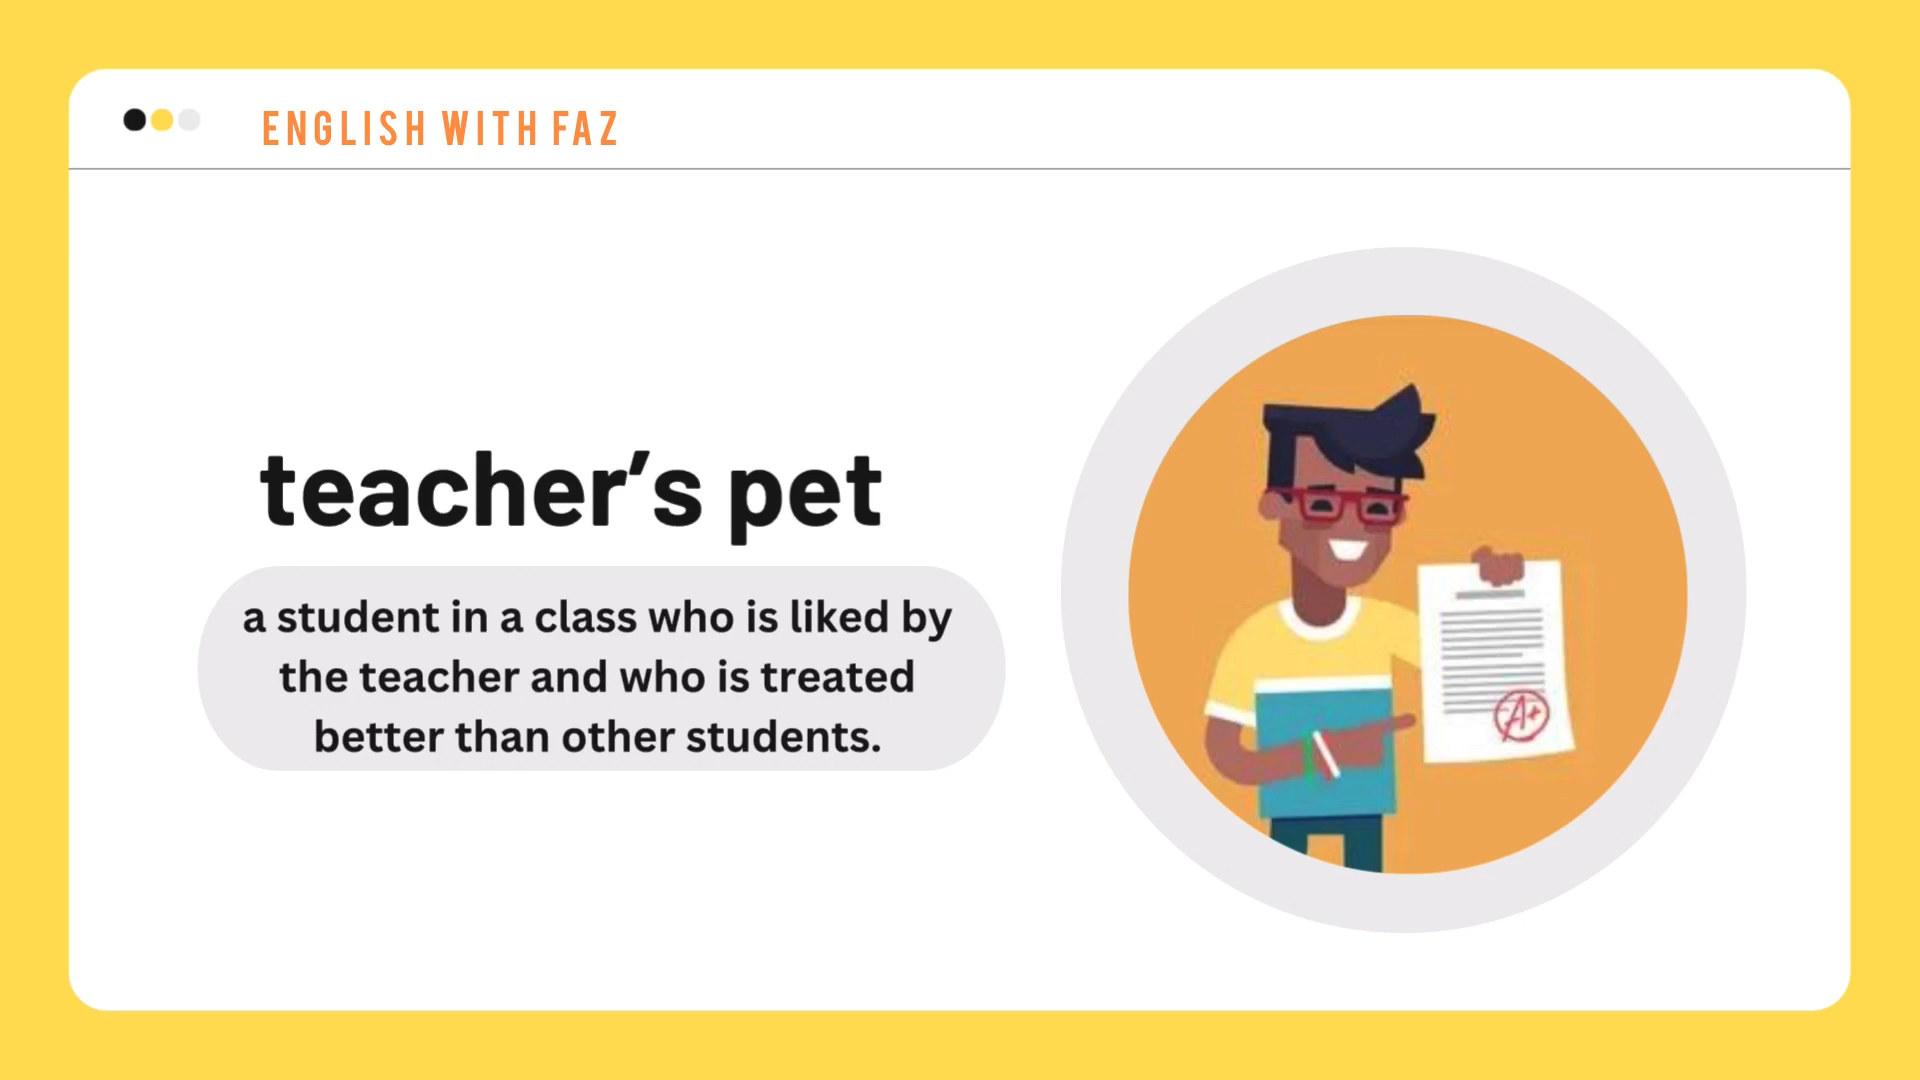 ENGLISH WITH FAZ
teacher’s pet
a student in a class who is liked by
the teacher and who is treated
better than other students.
A+